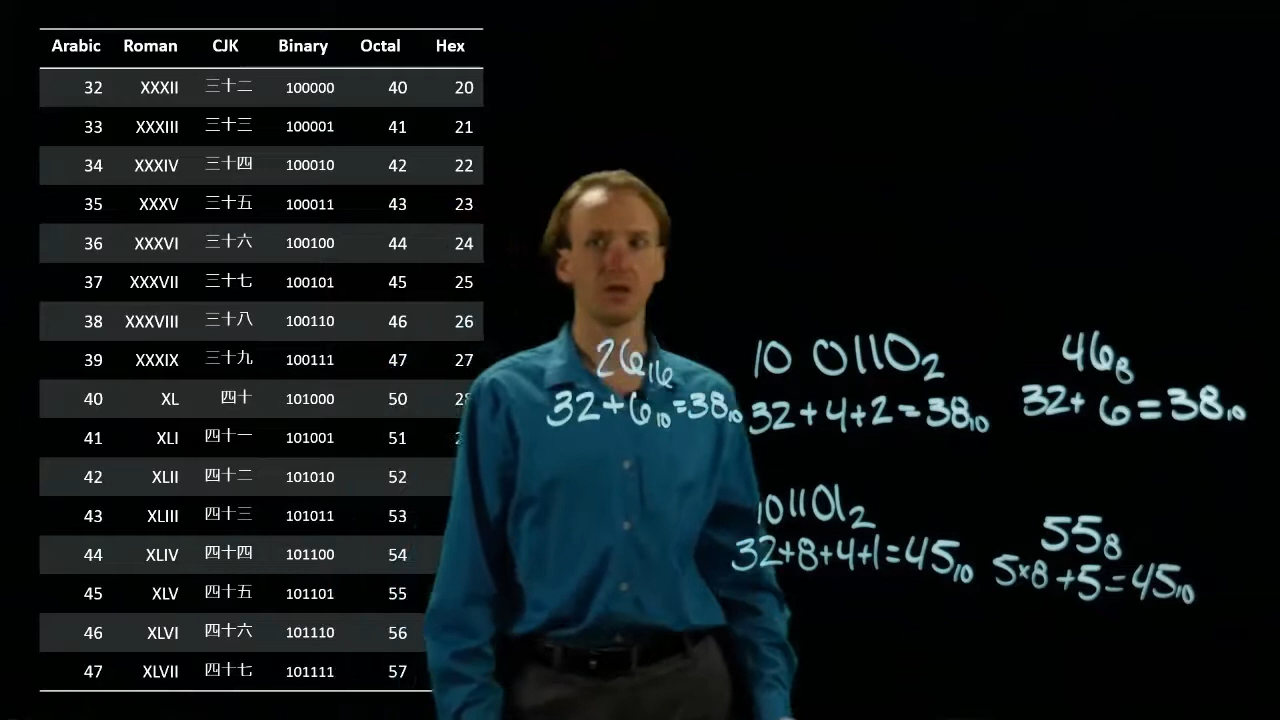 Arabic Roman CJK Binary Octal Hex
32 XXXII 三十二 100000 40 20
33 XXXIII 三十三 100001 41 21
34 XXXIV 三十四 100010 42 22
35 XXXV 三十五 100011 43 23
36 XXXVI 三十六 100100 44 24
37 XXXVII 三十七 100101 45 25
38 XXXVIII 三十八 100110 46 26
39 XXXIX 三十九 100111 47 27
40 XL 四十 101000 50 28
41 XLI 四十一 101001 51 2
42 XLII 四十二 101010 52
43 XLIII 四十三 101011 53
44 XLIV 四十四 101100 54
45 XLV 四十五 101101 55
46 XLVI 四十六 101110 56
47 XLVII 四十七 101111 57
26₁₆
32+6₁₀=38₁₀
10 0110₂
32+4+2=38₁₀
46₈
32+6=38₁₀
101101₂
32+8+4+1=45₁₀
55₈
5×8+5=45₁₀